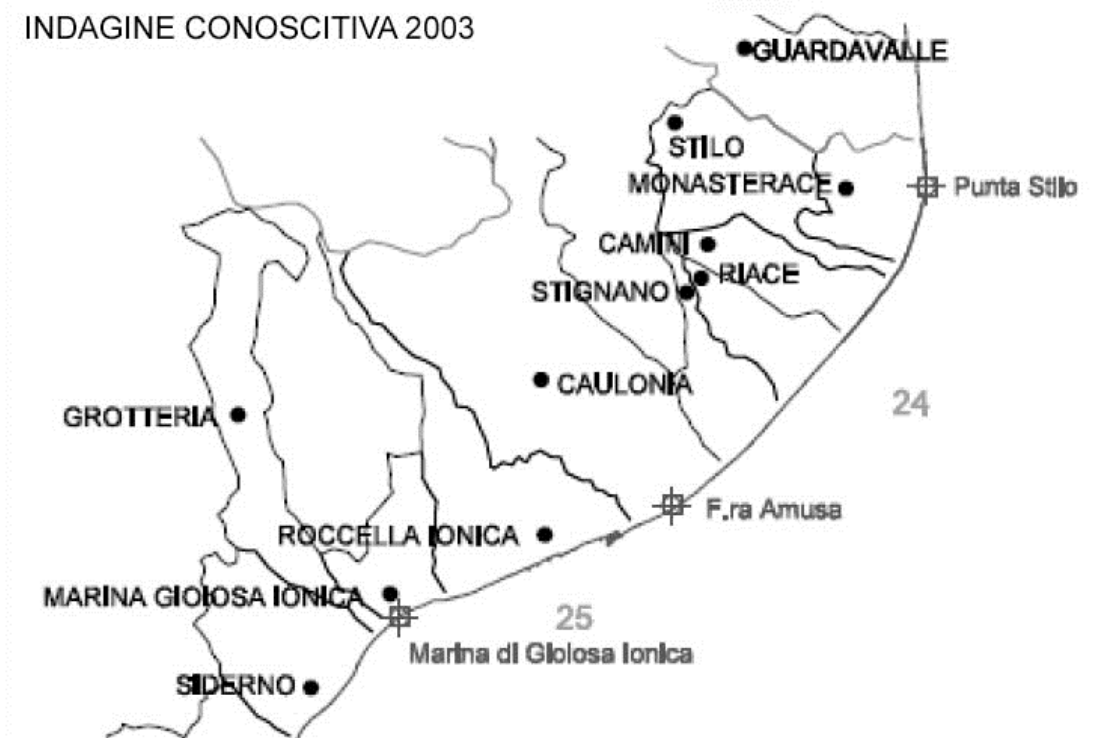 INDAGINE CONOSCITIVA 2003
GUARDAVALLE
STILO
MONASTERACE
Punta Stilo
CAMINI
RIACE
STIGNANO
CAULONIA
24
GROTTERIA
F.ra Amusa
ROCCELLA IONICA
MARINA GIOIOSA IONICA
25
Marina di Gioiosa Ionica
SIDERNO